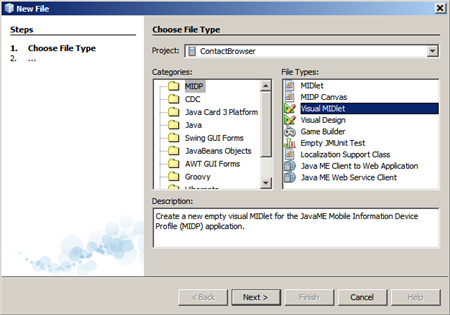 New File
Steps
1. Choose File Type
2. ...
Choose File Type
Project: ContactBrowser
Categories:
MIDP
CDC
Java Card 3 Platform
Java
Swing GUI Forms
JavaBeans Objects
AWT GUI Forms
Groovy
File Types:
MIDlet
MIDP Canvas
Visual MIDlet
Visual Design
Game Builder
Empty JMUnit Test
Localization Support Class
Java ME Client to Web Application
Java ME Web Service Client
Description:
Create a new empty visual MIDlet for the JavaME Mobile Information Device
Profile (MIDP) application.
< Back Next > Finish Cancel Help